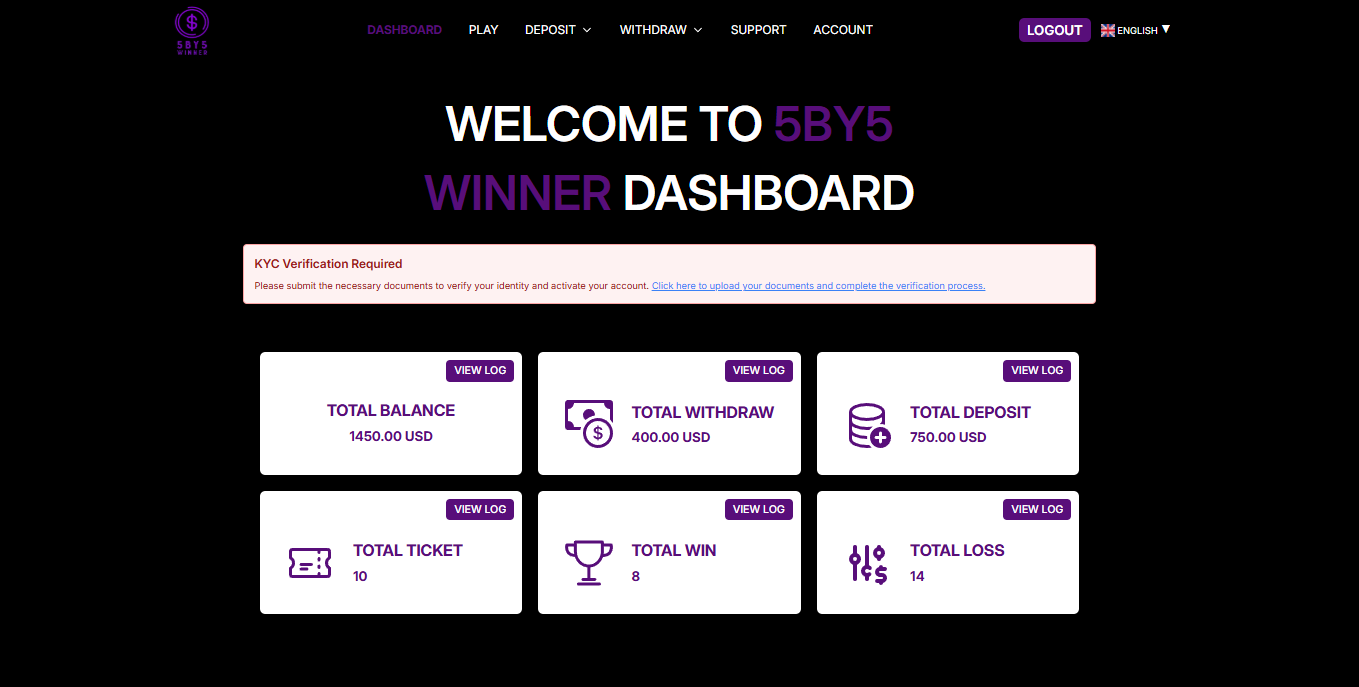 5BY5
WINNER
DASHBOARD PLAY DEPOSIT WITHDRAW SUPPORT ACCOUNT LOGOUT ENGLISH
WELCOME TO 5BY5
WINNER DASHBOARD
KYC Verification Required
Please submit the necessary documents to verify your identity and activate your account. Click here to upload your documents and complete the verification process.
VIEW LOG
TOTAL BALANCE
1450.00 USD
VIEW LOG
TOTAL WITHDRAW
400.00 USD
VIEW LOG
TOTAL DEPOSIT
750.00 USD
VIEW LOG
TOTAL TICKET
10
VIEW LOG
TOTAL WIN
8
VIEW LOG
TOTAL LOSS
14